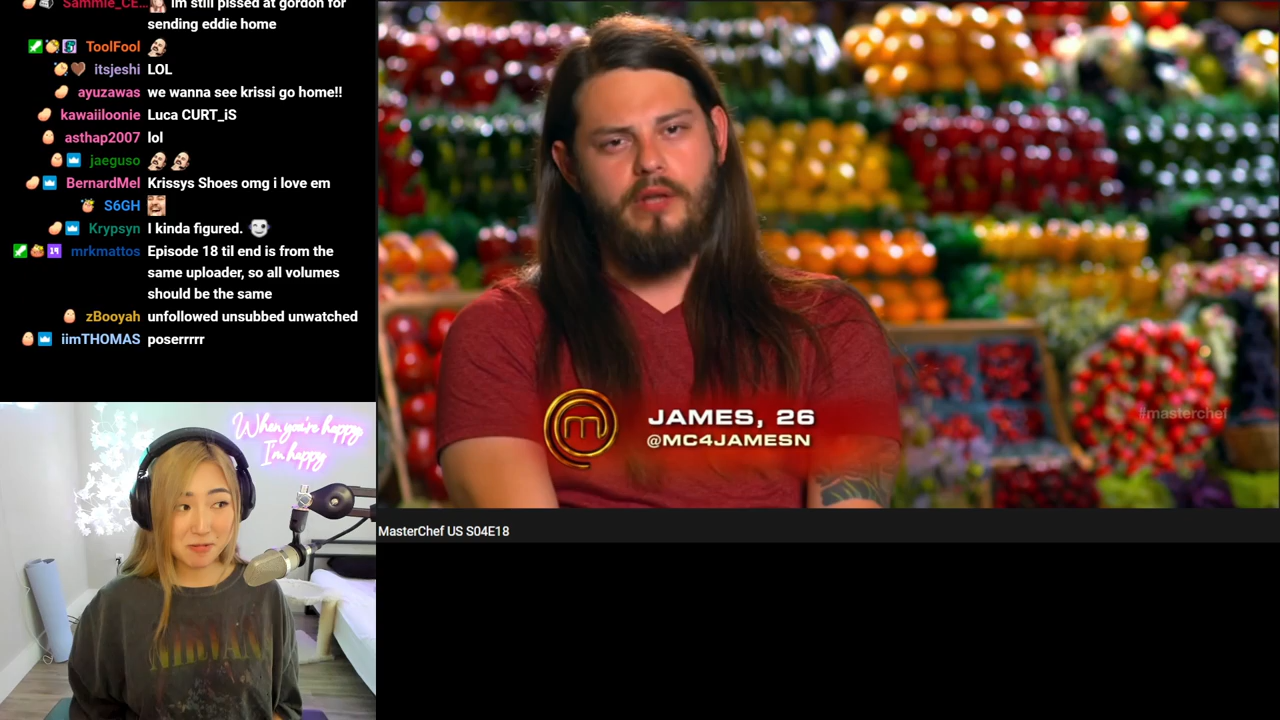 Sammie_CE... im still pissed at gordon for
sending eddie home
ToolFool
itsjeshi LOL
ayuzawas we wanna see krissi go home!!
kawaiiloonie Luca CURT_iS
asthap2007 lol
jaeguso
BernardMel Krissys Shoes omg i love em
S6GH
Krypsyn I kinda figured.
mrkmattos Episode 18 til end is from the
same uploader, so all volumes
should be the same
zBooyah unfollowed unsubbed unwatched
iimTHOMAS poserrrrr
When you're happy
I'm happy
NIRVANA
JAMES, 26
@MC4JAMESN
#masterchef
MasterChef US S04E18